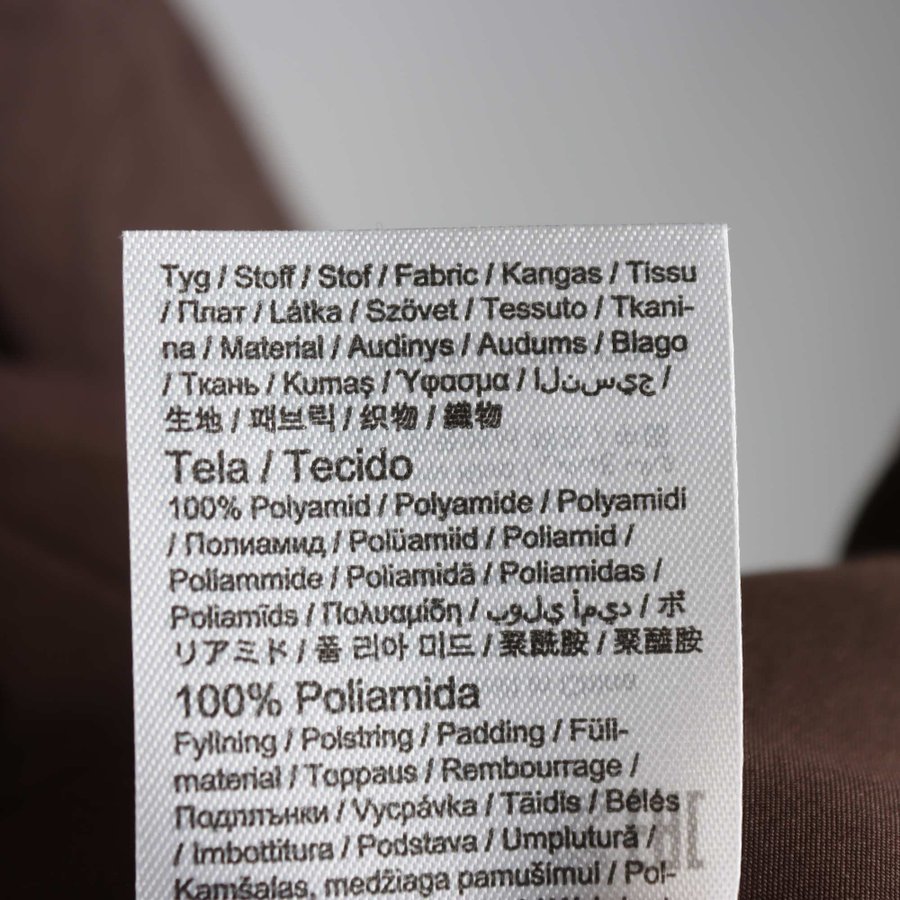 Tyg / Stoff / Stof / Fabric / Kangas / Tissu
/ Плат / Látka / Szövet / Tessuto / Tkani-
na / Material / Audinys / Audums / Blago
/ Ткань / Kumaş / Ύφασμα / ا ل ن س ي ج /
生地 / 패브릭 / 织物 / 織物
Tela / Tecido
100% Polyamid / Polyamide / Polyamidi
/ Полиамид / Polüamiid / Poliamid /
Poliammide / Poliamidă / Poliamidas /
Poliamīds / Πολυαμίδη / بولي أميد / ポ
リアミド / 폴 리아 미드 / 聚酰胺 / 聚醯胺
100% Poliamida
Fyllning / Polstring / Padding / Füll-
material / Toppaus / Rembourrage /
Подплънки / Vycpávka / Täidis / Bélés
/ Imbottitura / Podstava / Umplutură /
Kamšalas, medžiaga pamušimui / Pol-